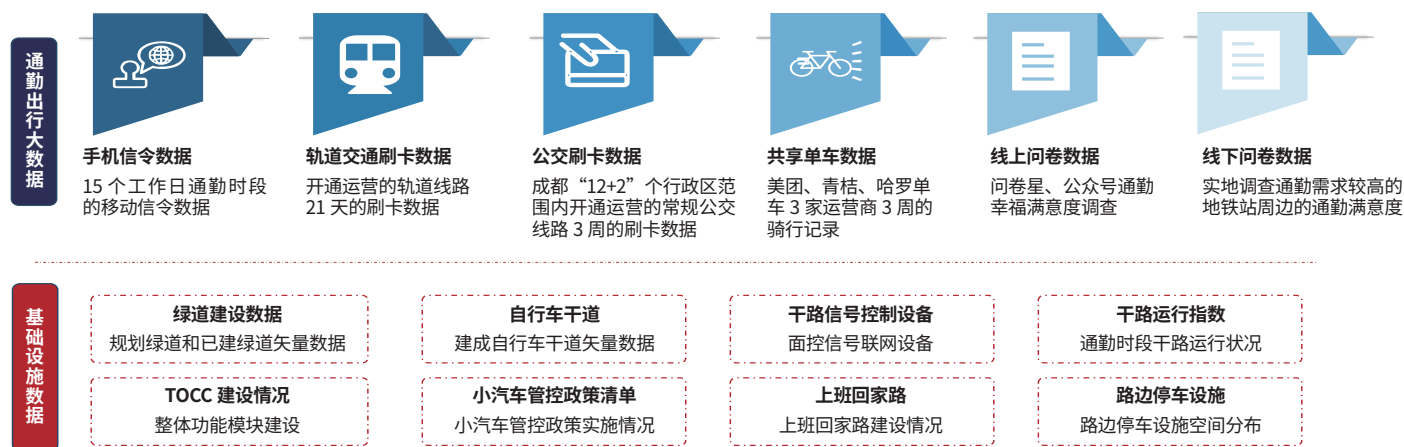 通勤出行大数据
手机信令数据
15 个工作日通勤时段
的移动信令数据
轨道交通刷卡数据
开通运营的轨道线路
21 天的刷卡数据
公交刷卡数据
成都“12+2”个行政区范
围内开通运营的常规公交
线路 3 周的刷卡数据
共享单车数据
美团、青桔、哈罗单
车 3 家运营商 3 周的
骑行记录
线上问卷数据
问卷星、公众号通勤
幸福满意度调查
线下问卷数据
实地调查通勤需求较高的
地铁站周边的通勤满意度
基础设施数据
绿道建设数据
规划绿道和已建绿道矢量数据
自行车干道
建成自行车干道矢量数据
干路信号控制设备
面控信号联网设备
干路运行指数
通勤时段干路运行状况
TOCC 建设情况
整体功能模块建设
小汽车管控政策清单
小汽车管控政策实施情况
上班回家路
上班回家路建设情况
路边停车设施
路边停车设施空间分布